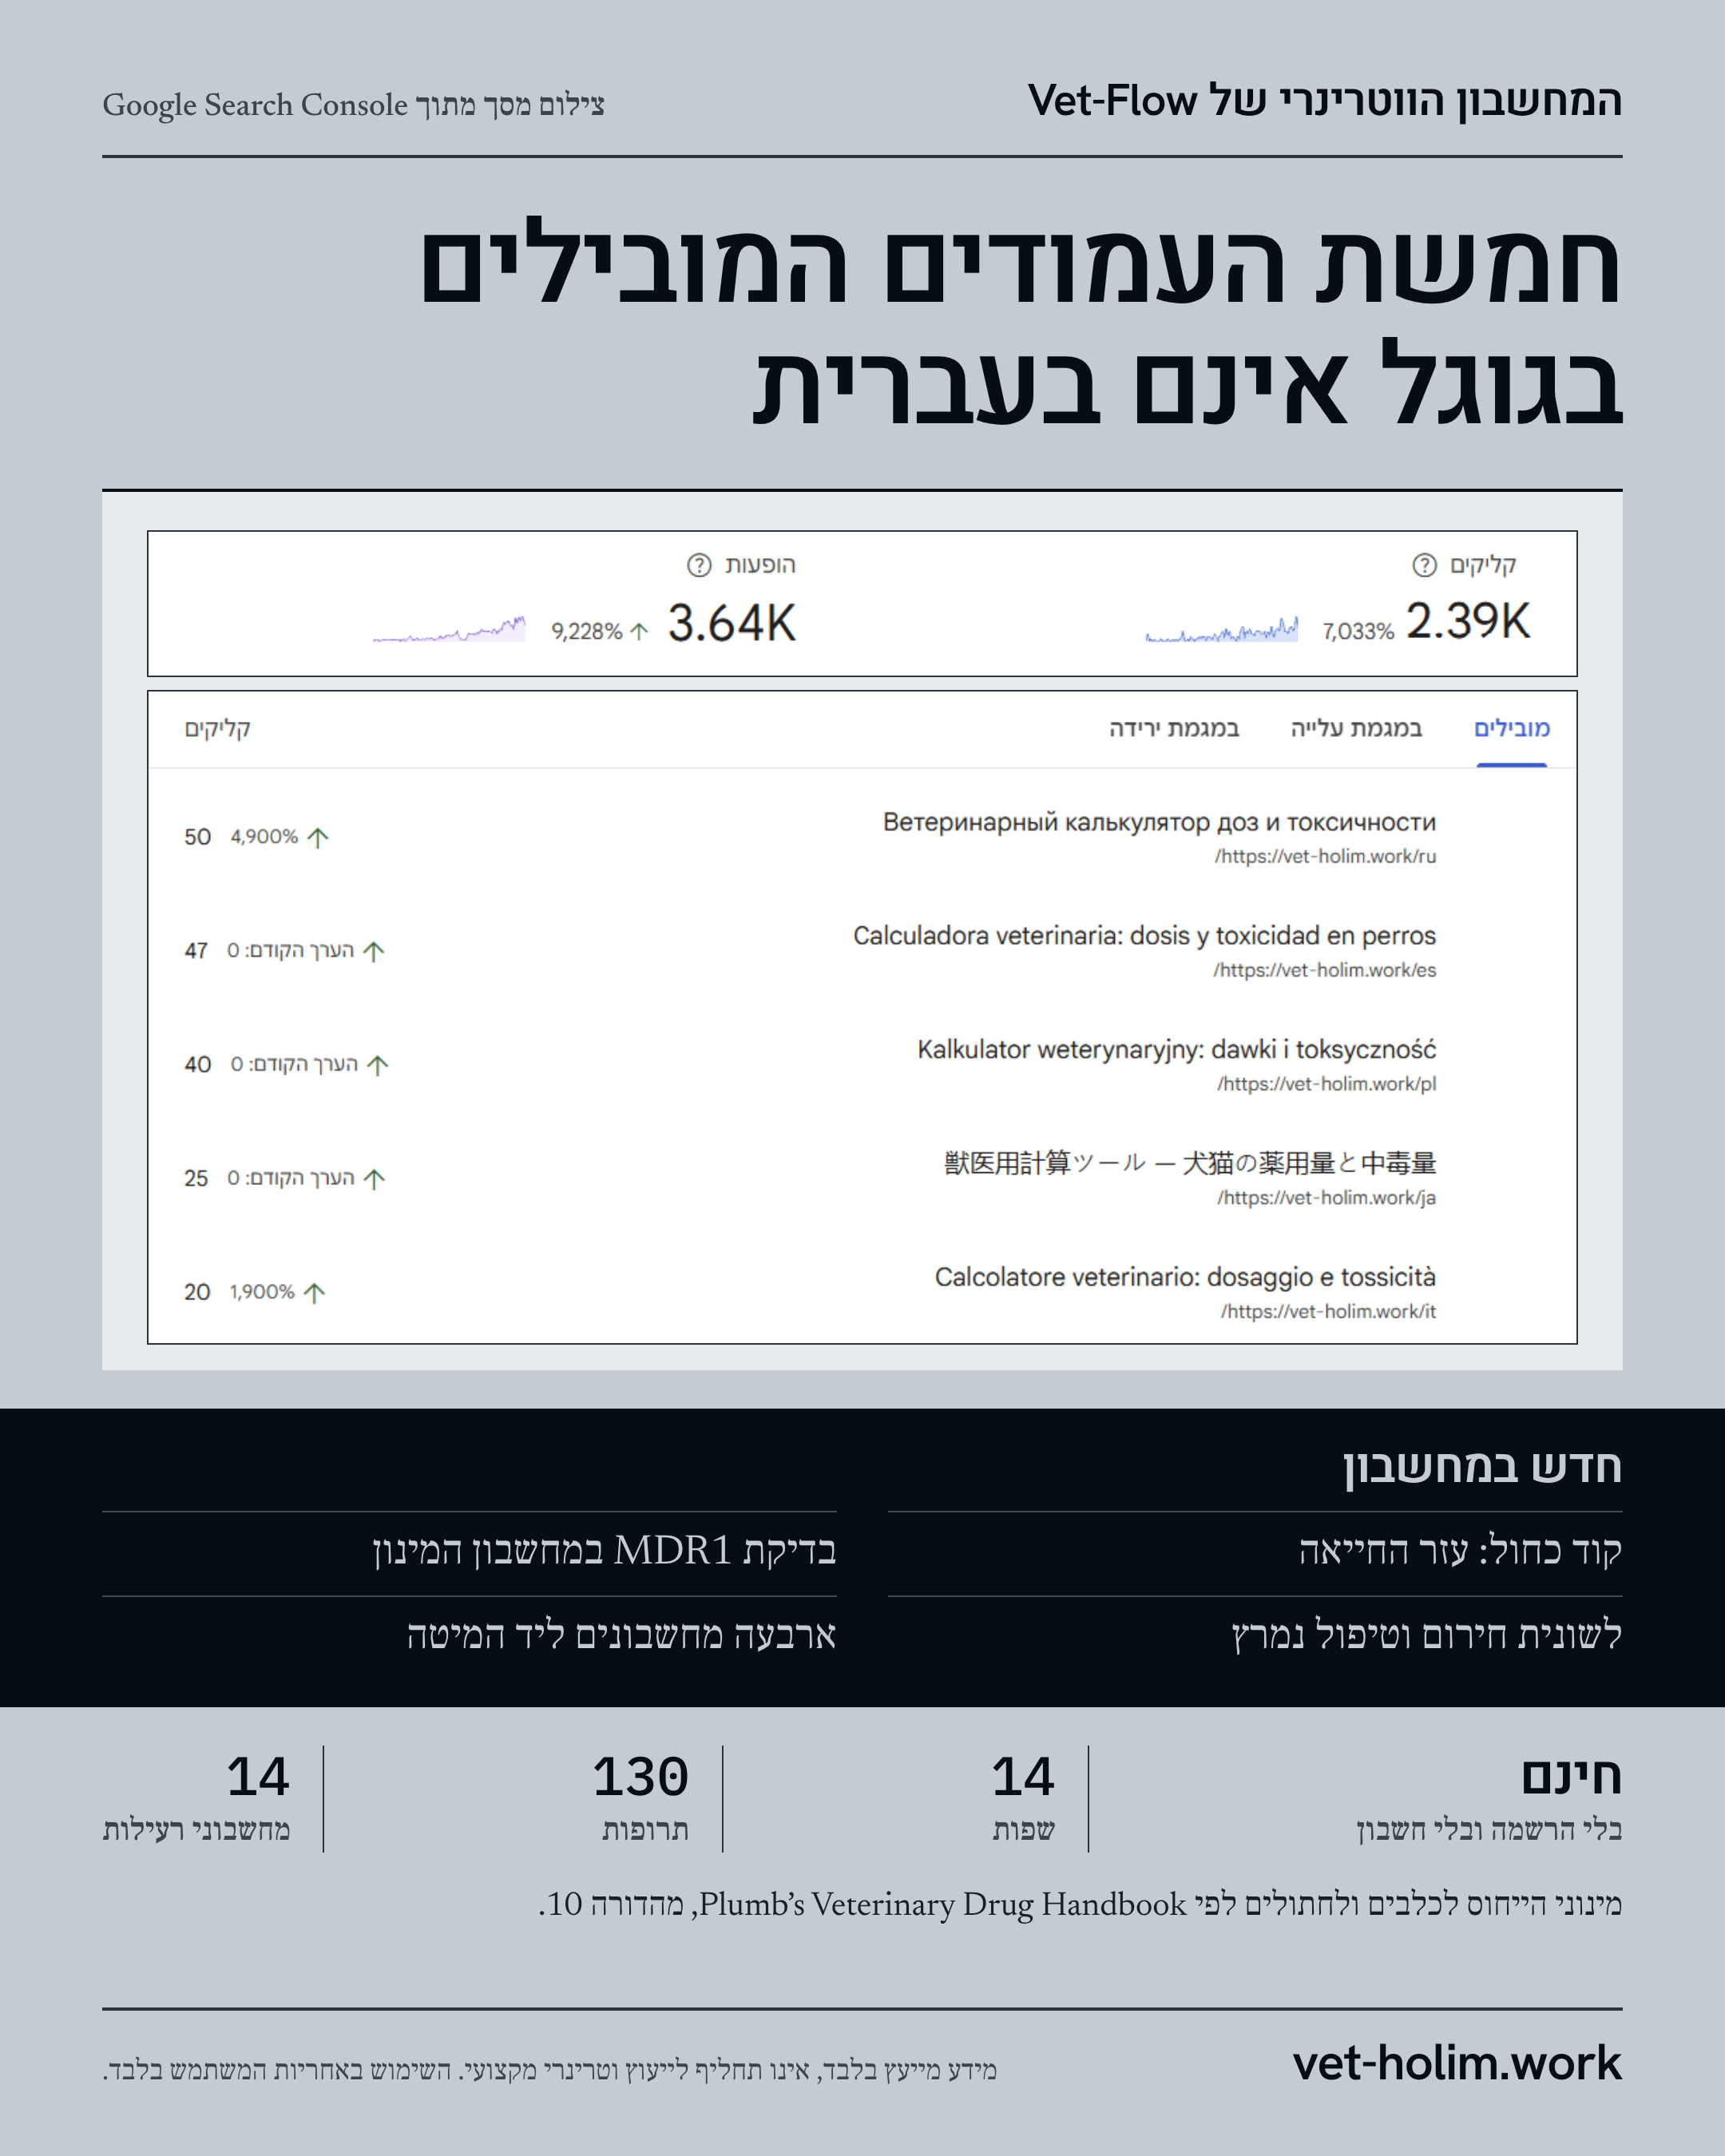 המחשבון הווטרינרי של Vet-Flow
צילום מסך מתוך Google Search Console
חמשת העמודים המובילים
בגוגל אינם בעברית
קליקים
2.39K 7,033%
הופעות
3.64K ↑ 9,228%
מובילים במגמת עלייה במגמת ירידה קליקים
Ветеринарный калькулятор доз и токсичности
/https://vet-holim.work/ru
↑ 4,900% 50
Calculadora veterinaria: dosis y toxicidad en perros
/https://vet-holim.work/es
↑ הערך הקודם: 0 47
Kalkulator weterynaryjny: dawki i toksyczność
/https://vet-holim.work/pl
↑ הערך הקודם: 0 40
獣医用計算ツール — 犬猫の薬用量と中毒量
/https://vet-holim.work/ja
↑ הערך הקודם: 0 25
Calcolatore veterinario: dosaggio e tossicità
/https://vet-holim.work/it
↑ 1,900% 20
חדש במחשבון
קוד כחול: עזר החייאה
בדיקת MDR1 במחשבון המינון
לשונית חירום וטיפול נמרץ
ארבעה מחשבונים ליד המיטה
חינם
בלי הרשמה ובלי חשבון
14
שפות
130
תרופות
14
מחשבוני רעילות
מינוני הייחוס לכלבים ולחתולים לפי Plumb’s Veterinary Drug Handbook, מהדורה 10.
vet-holim.work
מידע מייעץ בלבד, אינו תחליף לייעוץ וטרינרי מקצועי. השימוש באחריות המשתמש בלבד.